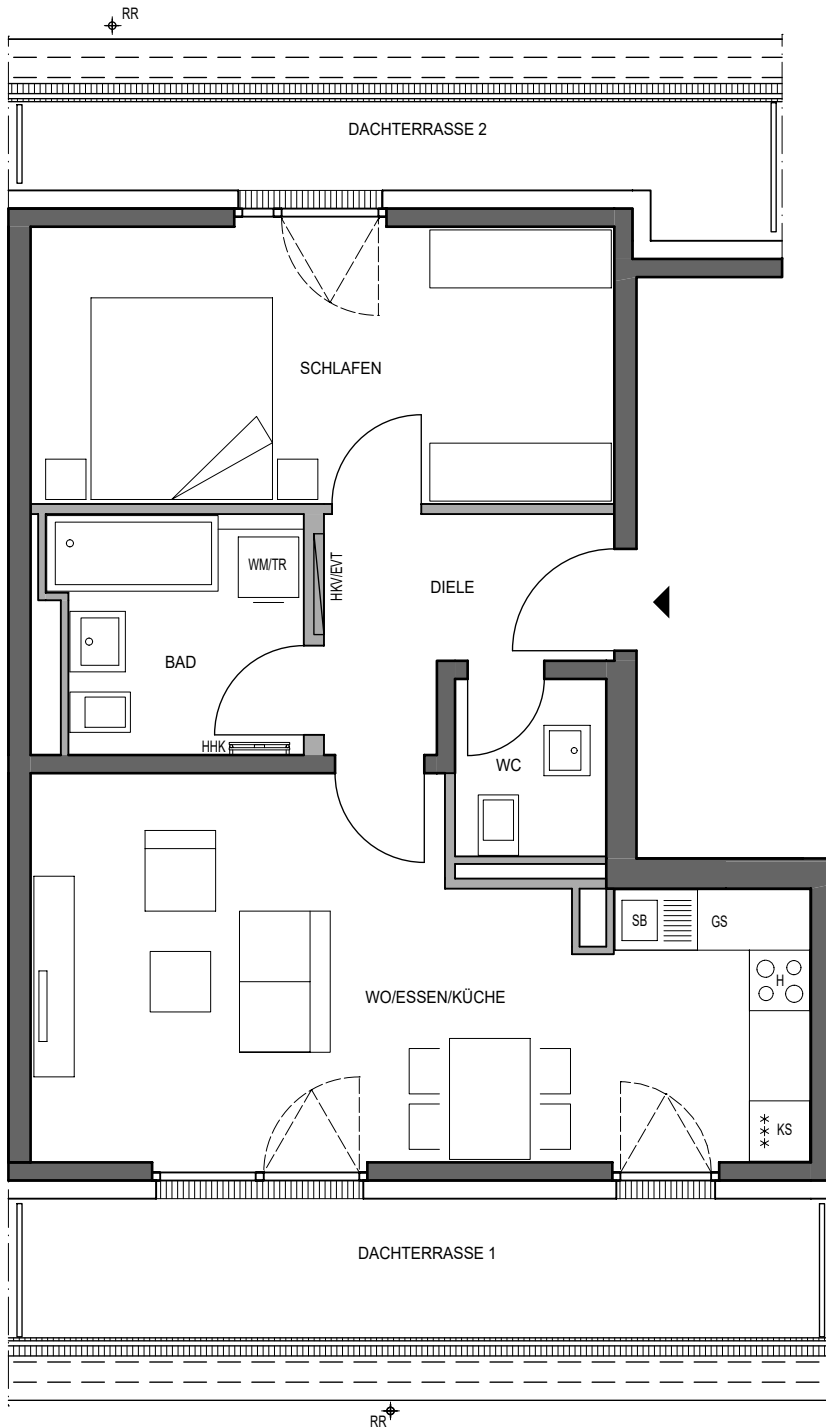 RR
DACHTERRASSE 2
SCHLAFEN
WM/TR
HKV/EVT
DIELE
BAD
HHK
WC
SB
GS
H
WO/ESSEN/KÜCHE
KS
DACHTERRASSE 1
RR